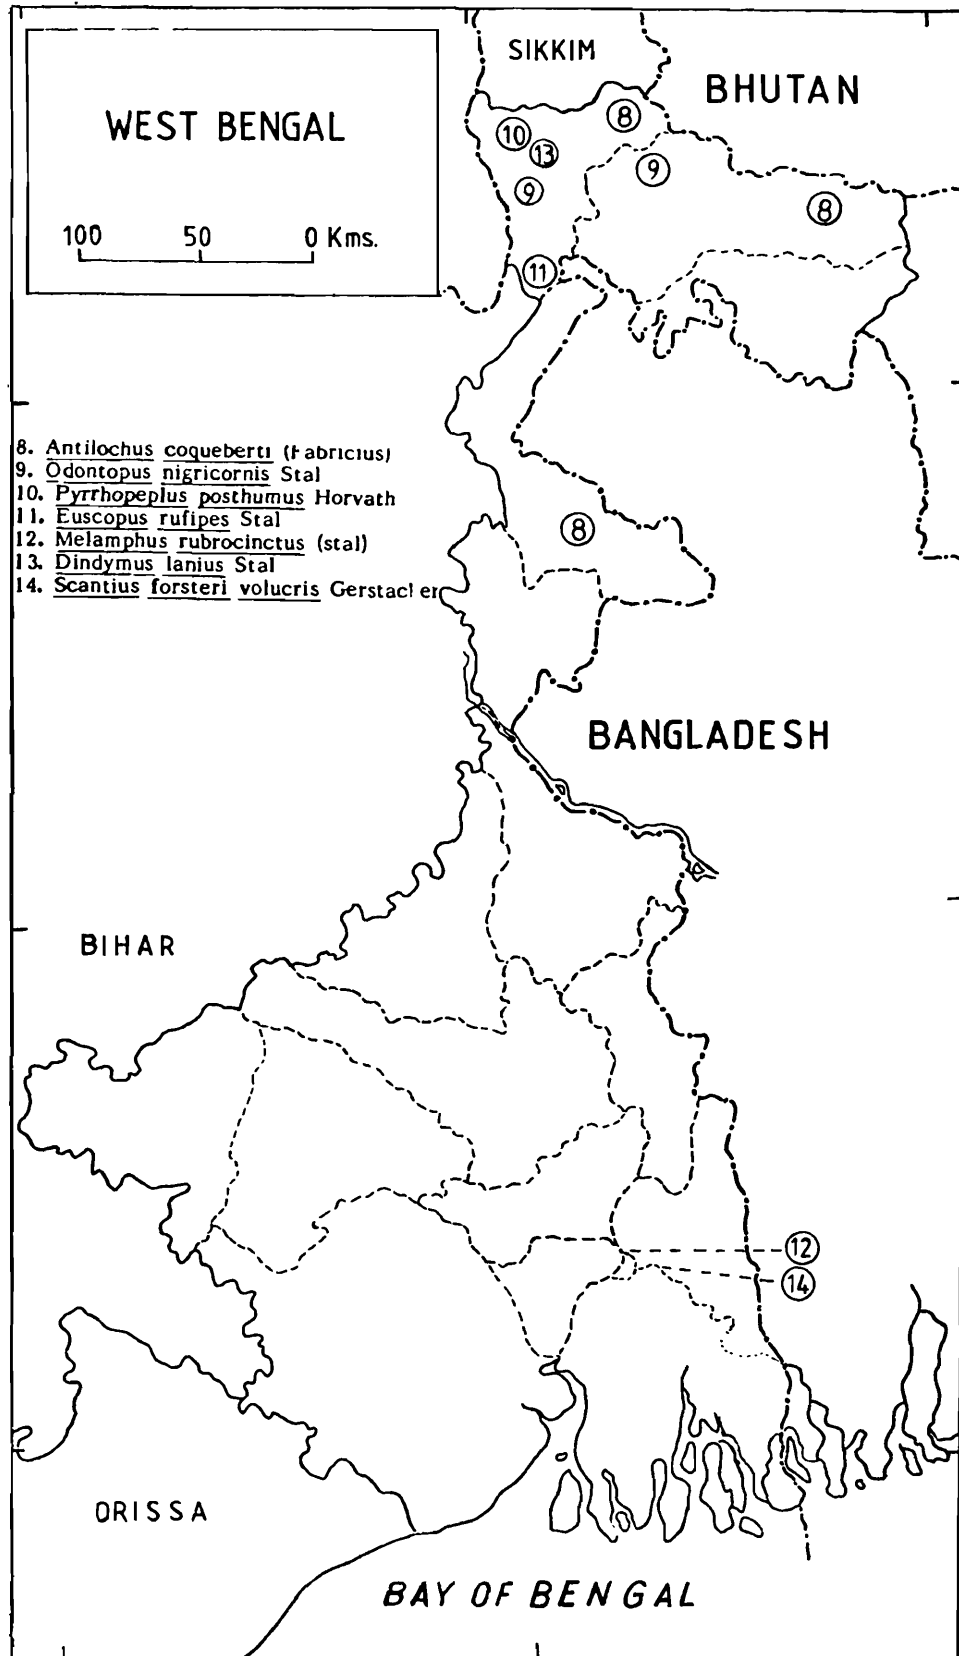 SIKKIM
BHUTAN
WEST BENGAL
100 50 0 Kms.
8
10
13
9
9
8
11
8. Antilochus coqueberti (Fabricius)
9. Odontopus nigricornis Stal
10. Pyrrhopeplus posthumus Horvath
11. Euscopus rufipes Stal
12. Melamphus rubrocinctus (stal)
13. Dindymus lanius Stal
14. Scantius forsteri volucris
8
BANGLADESH
BIHAR
12
14
ORISSA
BAY OF BENGAL